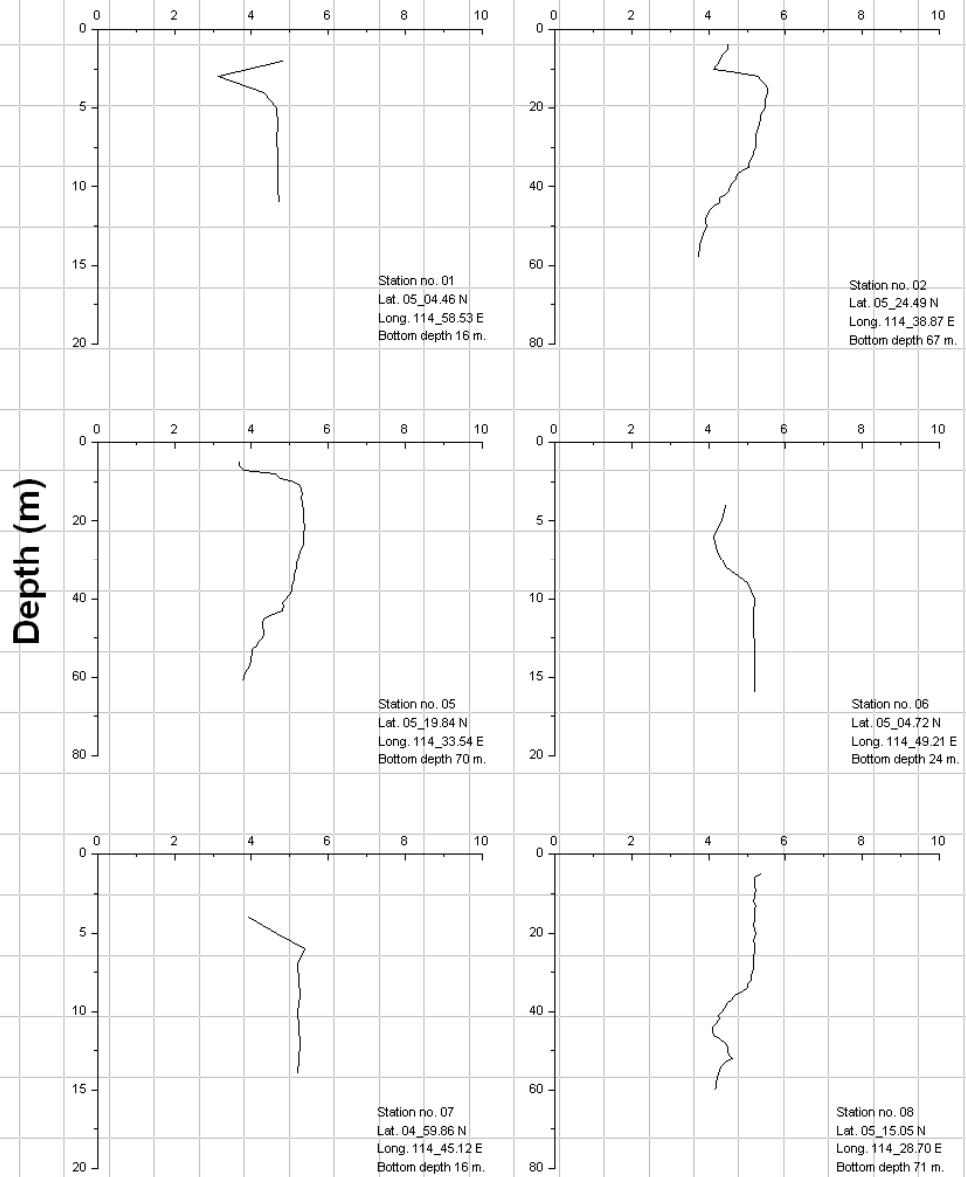 0 2 4 6 8 10
0
5
10
15
20
Station no. 01
Lat. 05_04.46 N
Long. 114_58.53 E
Bottom depth 16 m.
0 2 4 6 8 10
0
20
40
60
80
Station no. 02
Lat. 05_24.49 N
Long. 114_38.87 E
Bottom depth 67 m.
Depth (m)
0 2 4 6 8 10
0
20
40
60
80
Station no. 05
Lat. 05_19.84 N
Long. 114_33.54 E
Bottom depth 70 m.
0 2 4 6 8 10
0
5
10
15
20
Station no. 06
Lat. 05_04.72 N
Long. 114_49.21 E
Bottom depth 24 m.
0 2 4 6 8 10
0
5
10
15
20
Station no. 07
Lat. 04_59.86 N
Long. 114_45.12 E
Bottom depth 16 m.
0 2 4 6 8 10
0
20
40
60
80
Station no. 08
Lat. 05_15.05 N
Long. 114_28.70 E
Bottom depth 71 m.